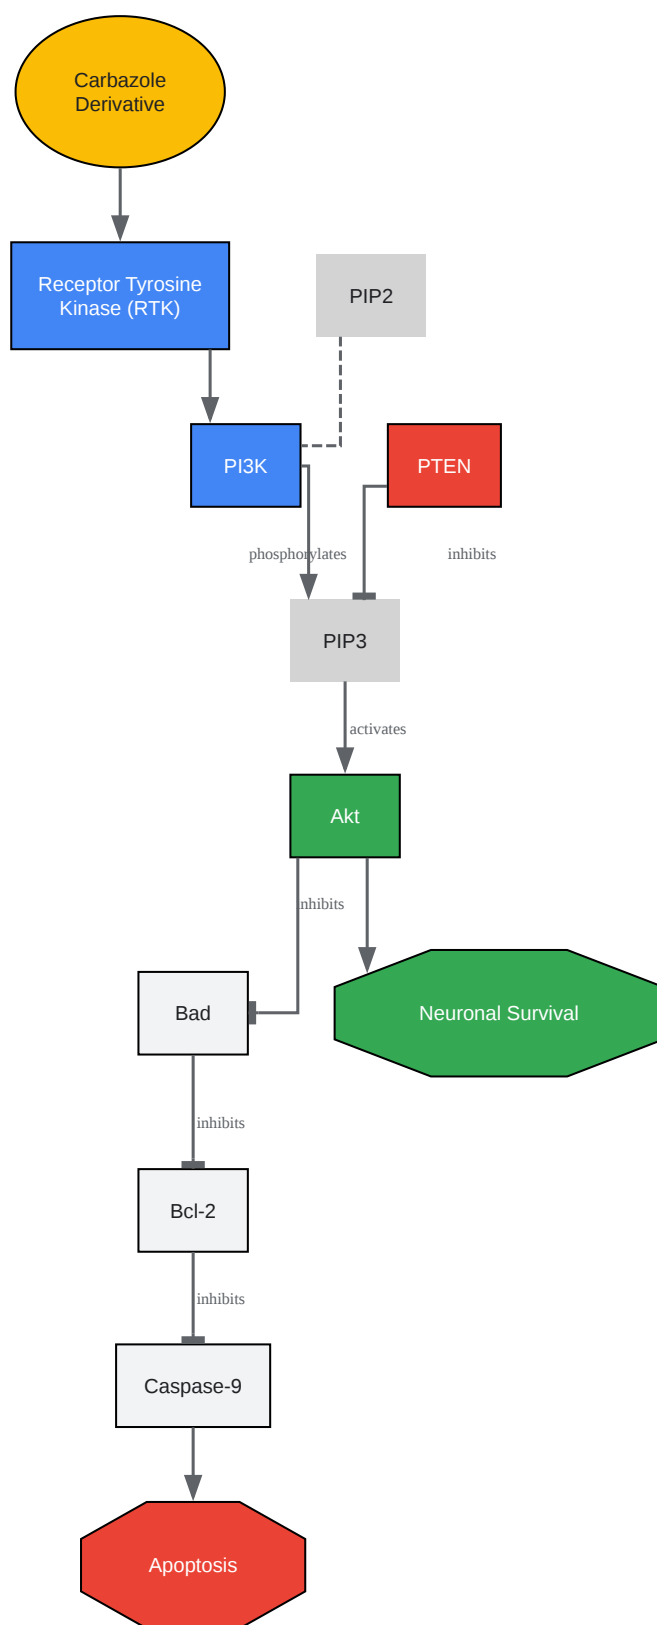 Carbazole
Derivative
Receptor Tyrosine
Kinase (RTK)
PIP2
PI3K
PTEN
phosphorylates
inhibits
PIP3
activates
Akt
inhibits
Bad
Neuronal Survival
inhibits
Bcl-2
inhibits
Caspase-9
Apoptosis